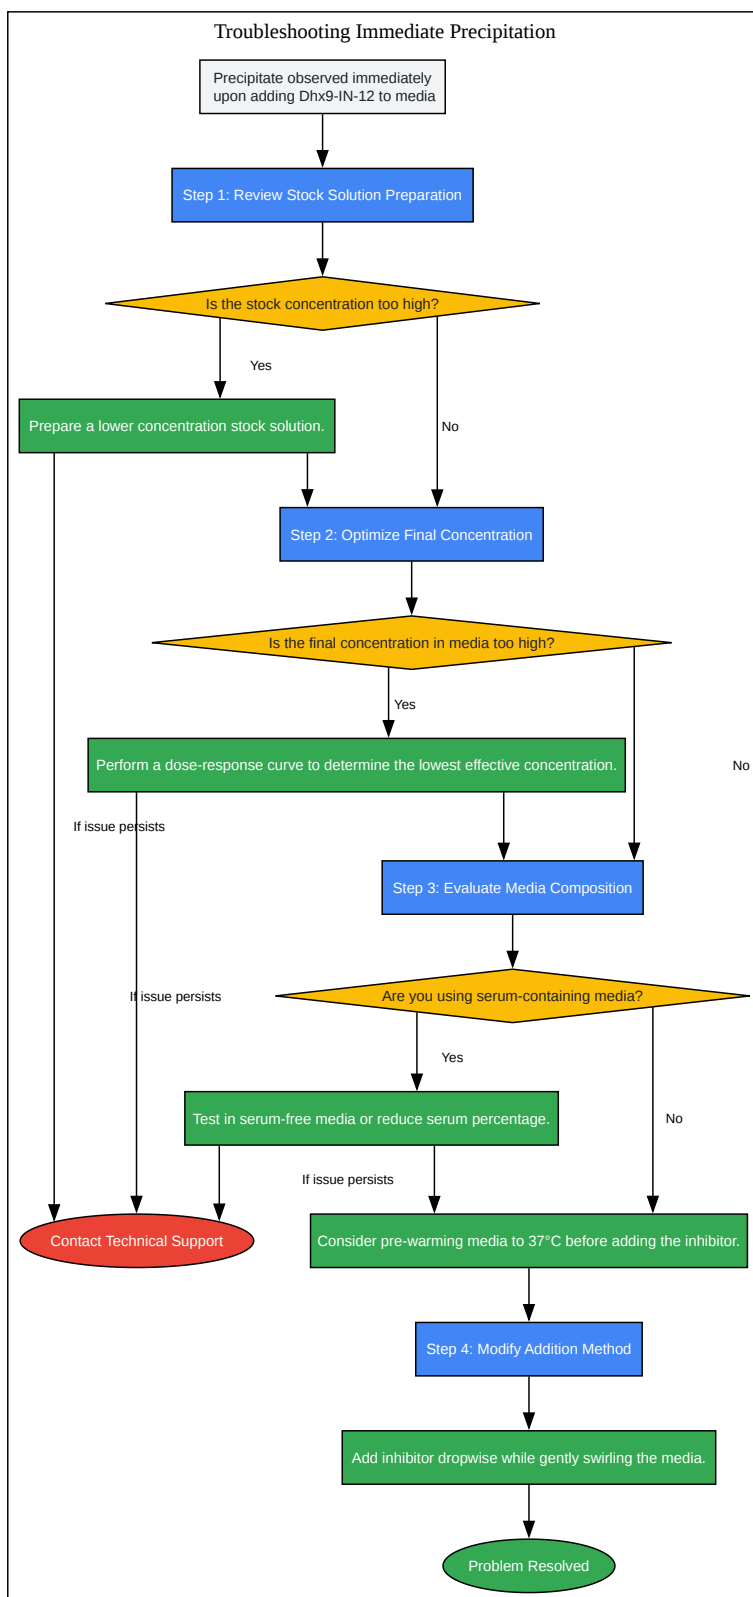 Troubleshooting Immediate Precipitation
Precipitate observed immediately
upon adding Dhx9-IN-12 to media
Step 1: Review Stock Solution Preparation
Is the stock concentration too high?
Yes
Prepare a lower concentration stock solution.
No
Step 2: Optimize Final Concentration
Is the final concentration in media too high?
Yes
Perform a dose-response curve to determine the lowest effective concentration.
No
If issue persists
Step 3: Evaluate Media Composition
Are you using serum-containing media?
If issue persists
Yes
Test in serum-free media or reduce serum percentage.
No
If issue persists
Contact Technical Support
Consider pre-warming media to 37°C before adding the inhibitor.
Step 4: Modify Addition Method
Add inhibitor dropwise while gently swirling the media.
Problem Resolved